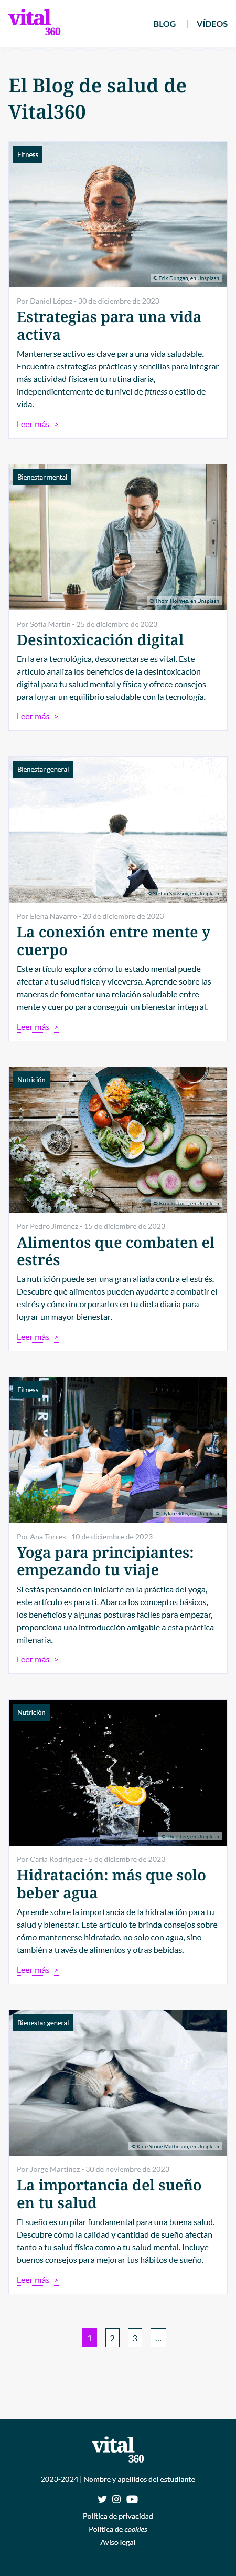 vital
360
BLOG | VÍDEOS
El Blog de salud de
Vital360
Fitness
© Erik Dungan, en Unsplash
Por Daniel López - 30 de diciembre de 2023
Estrategias para una vida
activa
Mantenerse activo es clave para una vida saludable.
Encuentra estrategias prácticas y sencillas para integrar
más actividad física en tu rutina diaria,
independientemente de tu nivel de fitness o estilo de
vida.
Leer más >
Bienestar mental
© Thom Holmes, en Unsplash
Por Sofía Martín - 25 de diciembre de 2023
Desintoxicación digital
En la era tecnológica, desconectarse es vital. Este
artículo analiza los beneficios de la desintoxicación
digital para tu salud mental y física y ofrece consejos
para lograr un equilibrio saludable con la tecnología.
Leer más >
Bienestar general
© Stefan Spassov, en Unsplash
Por Elena Navarro - 20 de diciembre de 2023
La conexión entre mente y
cuerpo
Este artículo explora cómo tu estado mental puede
afectar a tu salud física y viceversa. Aprende sobre las
maneras de fomentar una relación saludable entre
mente y cuerpo para conseguir un bienestar integral.
Leer más >
Nutrición
© Brooke Lark, en Unsplash
Por Pedro Jiménez - 15 de diciembre de 2023
Alimentos que combaten el
estrés
La nutrición puede ser una gran aliada contra el estrés.
Descubre qué alimentos pueden ayudarte a combatir el
estrés y cómo incorporarlos en tu dieta diaria para
lograr un mayor bienestar.
Leer más >
Fitness
© Dylan Gillis, en Unsplash
Por Ana Torres - 10 de diciembre de 2023
Yoga para principiantes:
empezando tu viaje
Si estás pensando en iniciarte en la práctica del yoga,
este artículo es para ti. Abarca los conceptos básicos,
los beneficios y algunas posturas fáciles para empezar,
proporciona una introducción amigable a esta práctica
milenaria.
Leer más >
Nutrición
© Thao Lee, en Unsplash
Por Carla Rodríguez - 5 de diciembre de 2023
Hidratación: más que solo
beber agua
Aprende sobre la importancia de la hidratación para tu
salud y bienestar. Este artículo te brinda consejos sobre
cómo mantenerse hidratado, no solo con agua, sino
también a través de alimentos y otras bebidas.
Leer más >
Bienestar general
© Kate Stone Matheson, en Unsplash
Por Jorge Martínez - 30 de noviembre de 2023
La importancia del sueño
en tu salud
El sueño es un pilar fundamental para una buena salud.
Descubre cómo la calidad y cantidad de sueño afectan
tanto a tu salud física como a tu salud mental. Incluye
buenos consejos para mejorar tus hábitos de sueño.
Leer más >
1 2 3 ...
vital
360
2023-2024 | Nombre y apellidos del estudiante
Política de privacidad
Política de cookies
Aviso legal